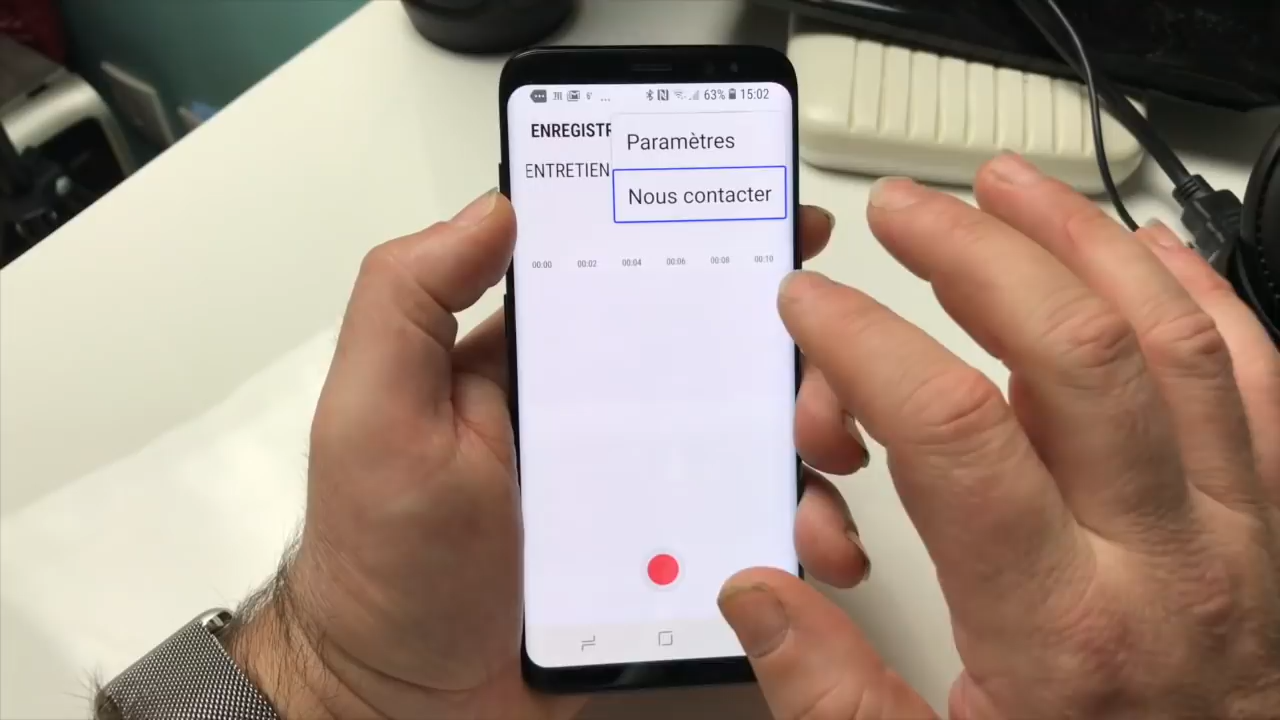 63% 15:02
ENREGISTR
Paramètres
ENTRETIEN
Nous contacter
00:00 00:02 00:04 00:06 00:08 00:10